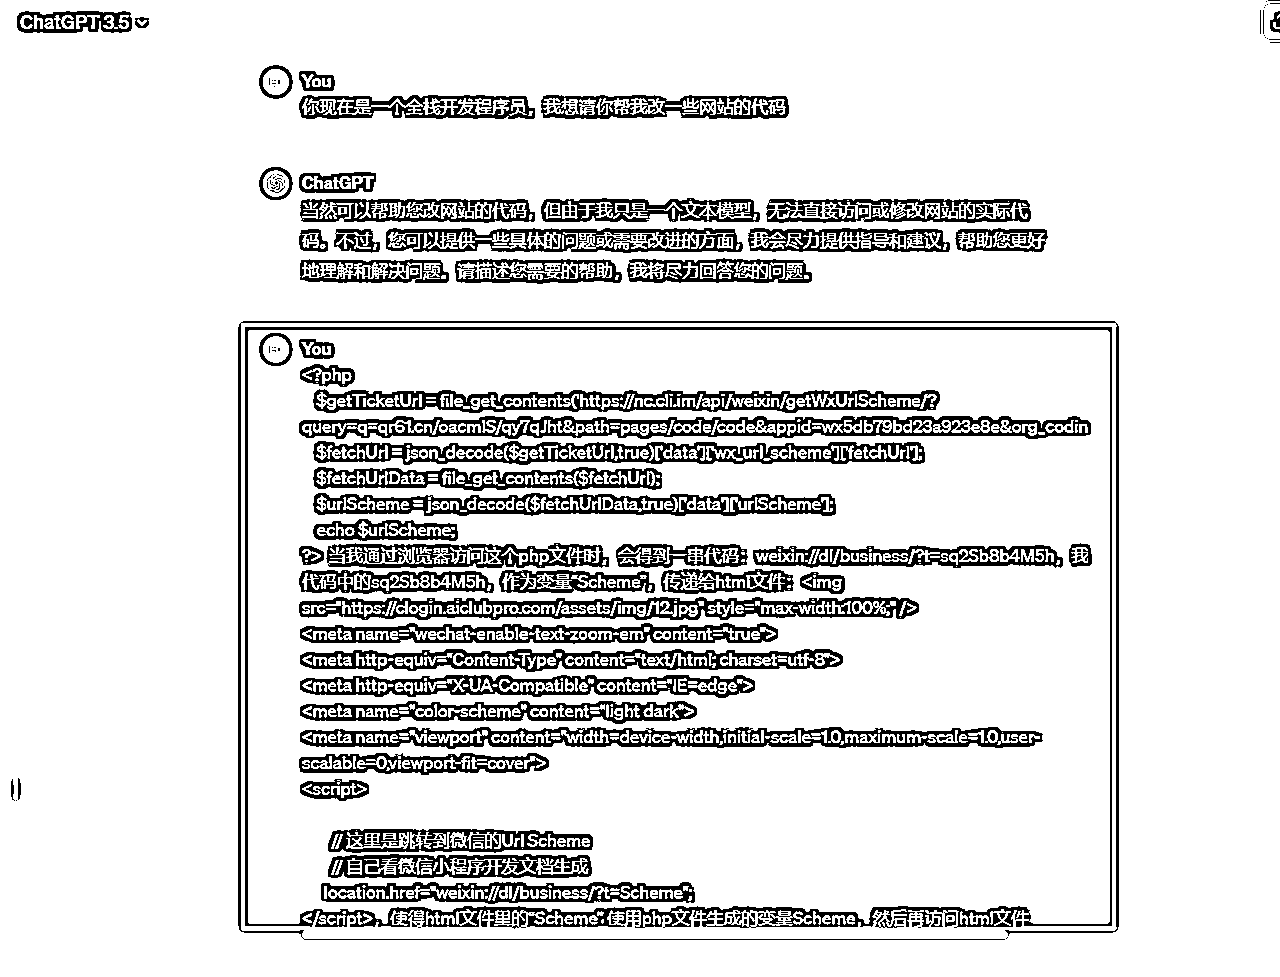 ChatGPT 3.5
You
你现在是一个全栈开发程序员，我想请你帮我改一些网站的代码
ChatGPT
当然可以帮助您改网站的代码，但由于我只是一个文本模型，无法直接访问或修改网站的实际代
码。不过，您可以提供一些具体的问题或需要改进的方面，我会尽力提供指导和建议，帮助您更好
地理解和解决问题。请描述您需要的帮助，我将尽力回答您的问题。
You
<?php
$getTicketUrl = file_get_contents('https://nc.cli.im/api/weixin/getWxUrlScheme/?
query=q=qr61.cn/oacmlS/qy7qJht&path=pages/code/code&appid=wx5db79bd23a923e8e&org_codin
$fetchUrl = json_decode($getTicketUrl,true)['data']['wx_url_scheme']['fetchUrl'];
$fetchUrlData = file_get_contents($fetchUrl);
$urlScheme = json_decode($fetchUrlData,true)['data']['urlScheme'];
echo $urlScheme;
?> 当我通过浏览器访问这个php文件时，会得到一串代码：weixin://dl/business/?t=sq2Sb8b4M5h，我
代码中的sq2Sb8b4M5h，作为变量“Scheme”，传递给html文件：<img
src="https://clogin.aiclubpro.com/assets/img/12.jpg" style="max-width:100%;" />
<meta name="wechat-enable-text-zoom-em" content="true">
<meta http-equiv="Content-Type" content="text/html; charset=utf-8">
<meta http-equiv="X-UA-Compatible" content="IE=edge">
<meta name="color-scheme" content="light dark">
<meta name="viewport" content="width=device-width,initial-scale=1.0,maximum-scale=1.0,user-
scalable=0,viewport-fit=cover">
<script>
// 这里是跳转到微信的Url Scheme
// 自己看微信小程序开发文档生成
location.href="weixin://dl/business/?t=Scheme";
</script>，使得html文件里的"Scheme".使用php文件生成的变量Scheme，然后再访问html文件